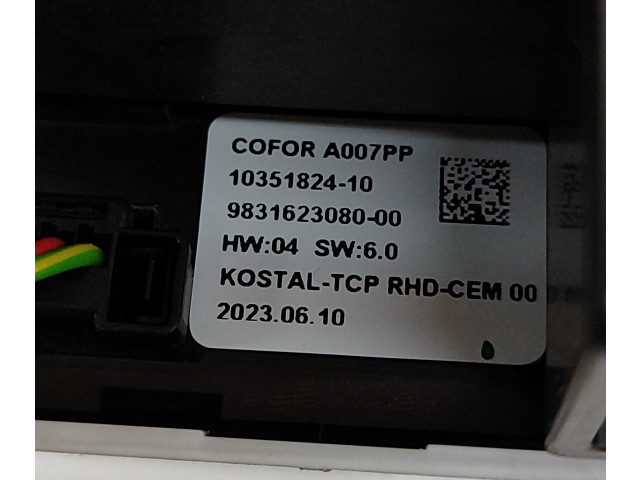 COFOR A007PP
10351824-10
9831623080-00
HW:04 SW:6.0
KOSTAL-TCP RHD-CEM 00
2023.06.10